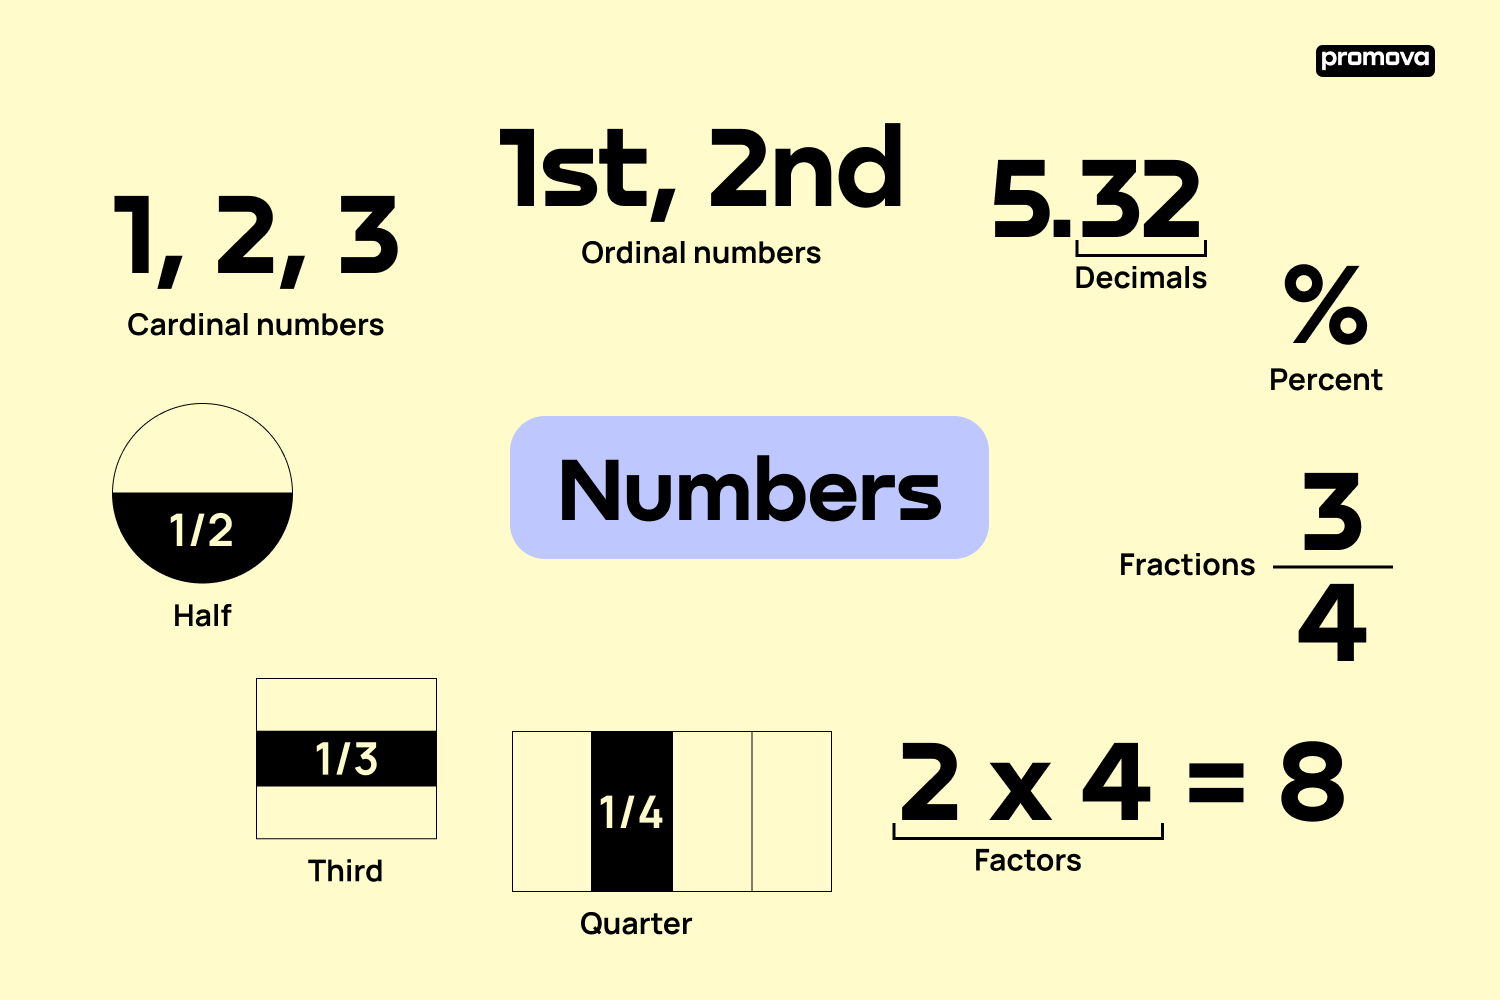 promova
1, 2, 3
Cardinal numbers
1st, 2nd
Ordinal numbers
5.32
Decimals
%
Percent
1/2
Half
Numbers
Fractions
3
4
1/3
Third
1/4
Quarter
2 x 4 = 8
Factors